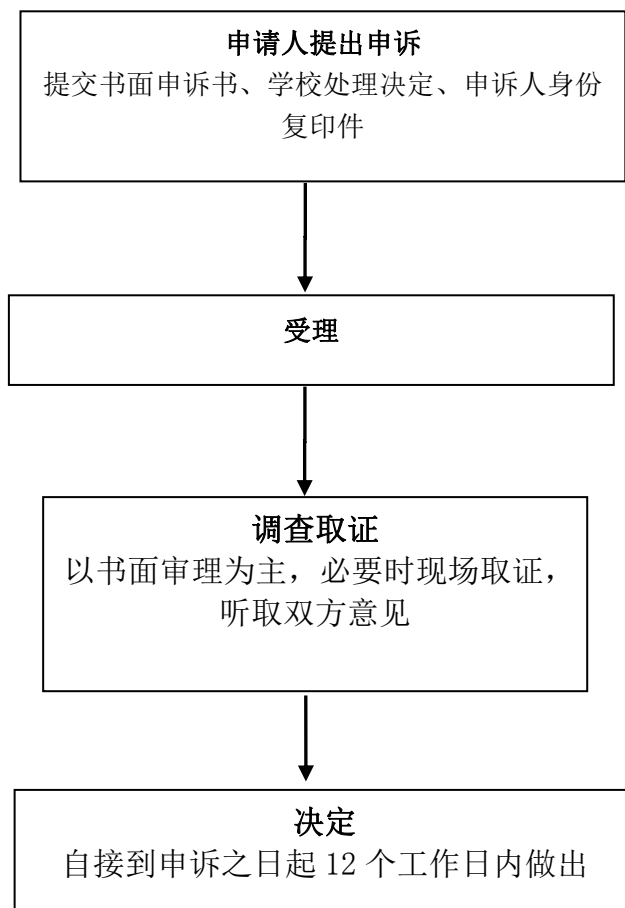 申请人提出申诉
提交书面申诉书、学校处理决定、申诉人身份
复印件
受理
调查取证
以书面审理为主，必要时现场取证，
听取双方意见
决定
自接到申诉之日起 12 个工作日内做出